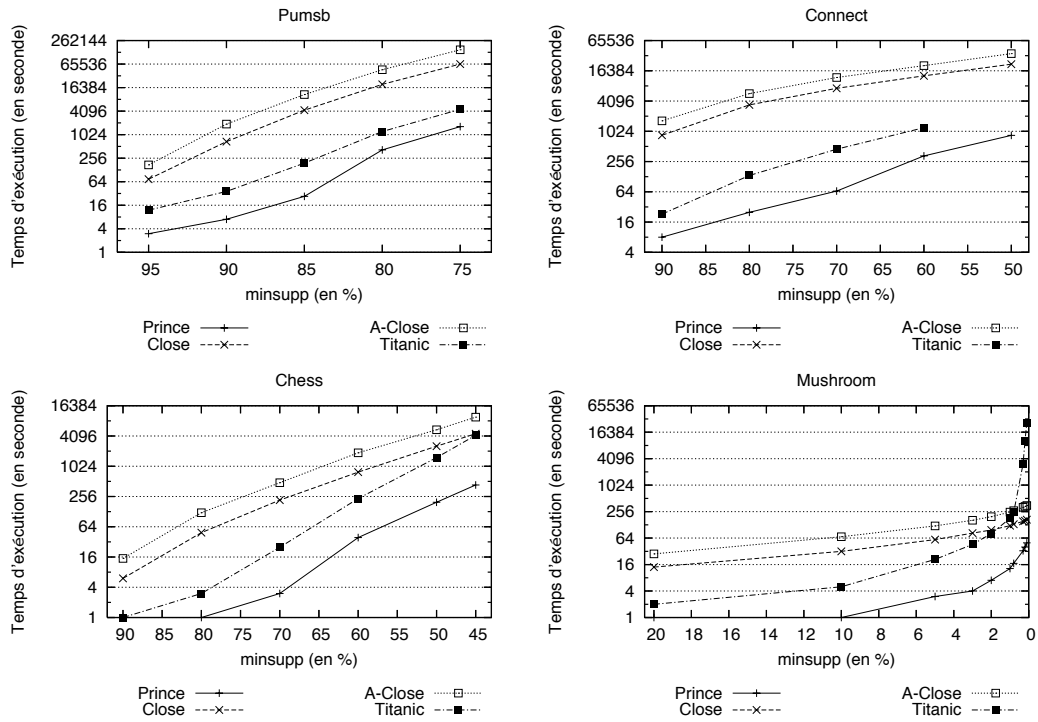 Pumsb
Temps d'exécution (en seconde)
262144
65536
16384
4096
1024
256
64
16
4
1
95 90 85 80 75
minsupp (en %)
Prince A-Close
Close Titanic
Connect
Temps d'exécution (en seconde)
65536
16384
4096
1024
256
64
16
4
90 85 80 75 70 65 60 55 50
minsupp (en %)
Prince A-Close
Close Titanic
Chess
Temps d'exécution (en seconde)
16384
4096
1024
256
64
16
4
1
90 85 80 75 70 65 60 55 50 45
minsupp (en %)
Prince A-Close
Close Titanic
Mushroom
Temps d'exécution (en seconde)
65536
16384
4096
1024
256
64
16
4
1
20 18 16 14 12 10 8 6 4 2 0
minsupp (en %)
Prince A-Close
Close Titanic